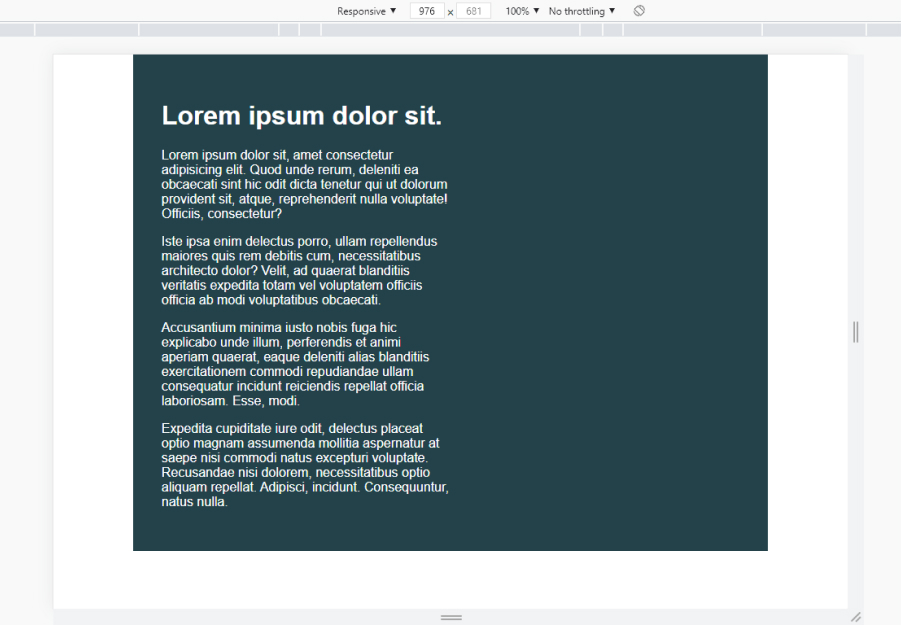 Responsive ▼ 976 x 681 100% ▼ No throttling ▼
Lorem ipsum dolor sit.
Lorem ipsum dolor sit, amet consectetur
adipisicing elit. Quod unde rerum, deleniti ea
obcaecati sint hic odit dicta tenetur qui ut dolorum
provident sit, atque, reprehenderit nulla voluptate!
Officiis, consectetur?
Iste ipsa enim delectus porro, ullam repellendus
maiores quis rem debitis cum, necessitatibus
architecto dolor? Velit, ad quaerat blanditiis
veritatis expedita totam vel voluptatem officiis
officia ab modi voluptatibus obcaecati.
Accusantium minima iusto nobis fuga hic
explicabo unde illum, perferendis et animi
aperiam quaerat, eaque deleniti alias blanditiis
exercitationem commodi repudiandae ullam
consequatur incidunt reiciendis repellat officia
laboriosam. Esse, modi.
Expedita cupiditate iure odit, delectus placeat
optio magnam assumenda mollitia aspernatur at
saepe nisi commodi natus excepturi voluptate.
Recusandae nisi dolorem, necessitatibus optio
aliquam repellat. Adipisci, incidunt. Consequuntur,
natus nulla.